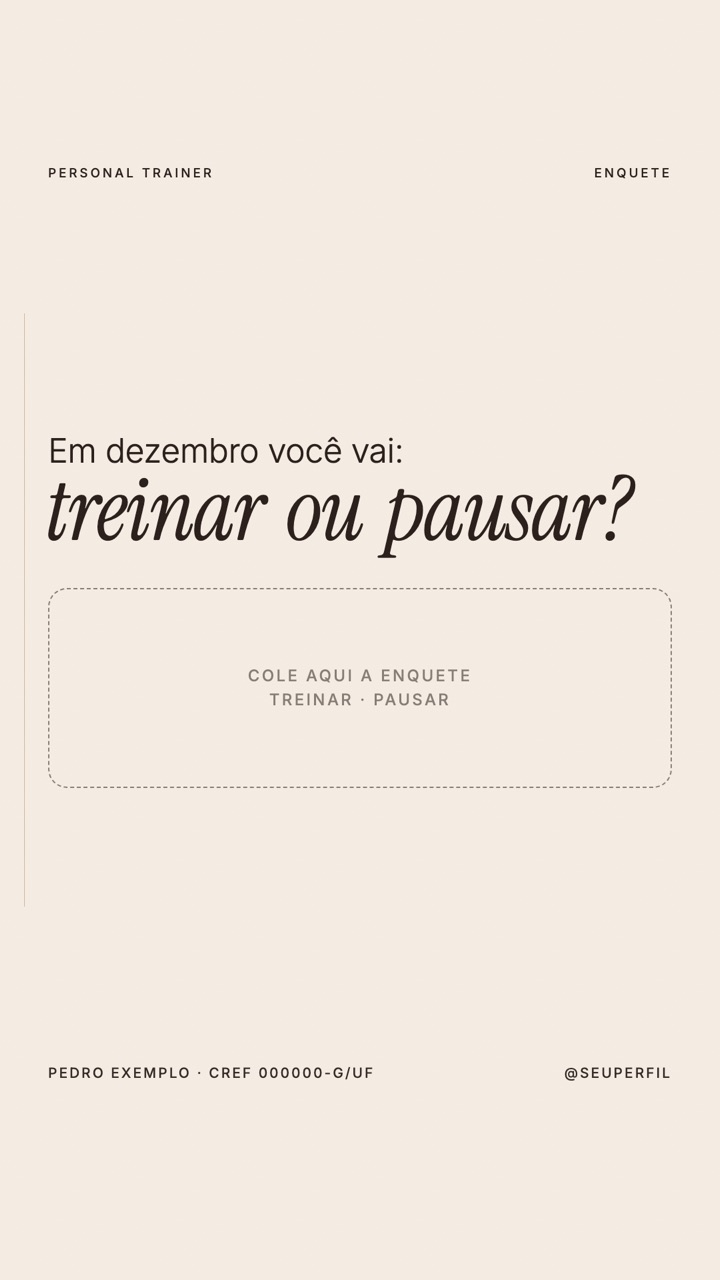 PERSONAL TRAINER
ENQUETE
Em dezembro você vai:
treinar ou pausar?
COLE AQUI A ENQUETE
TREINAR · PAUSAR
PEDRO EXEMPLO · CREF 000000-G/UF
@SEUPERFIL